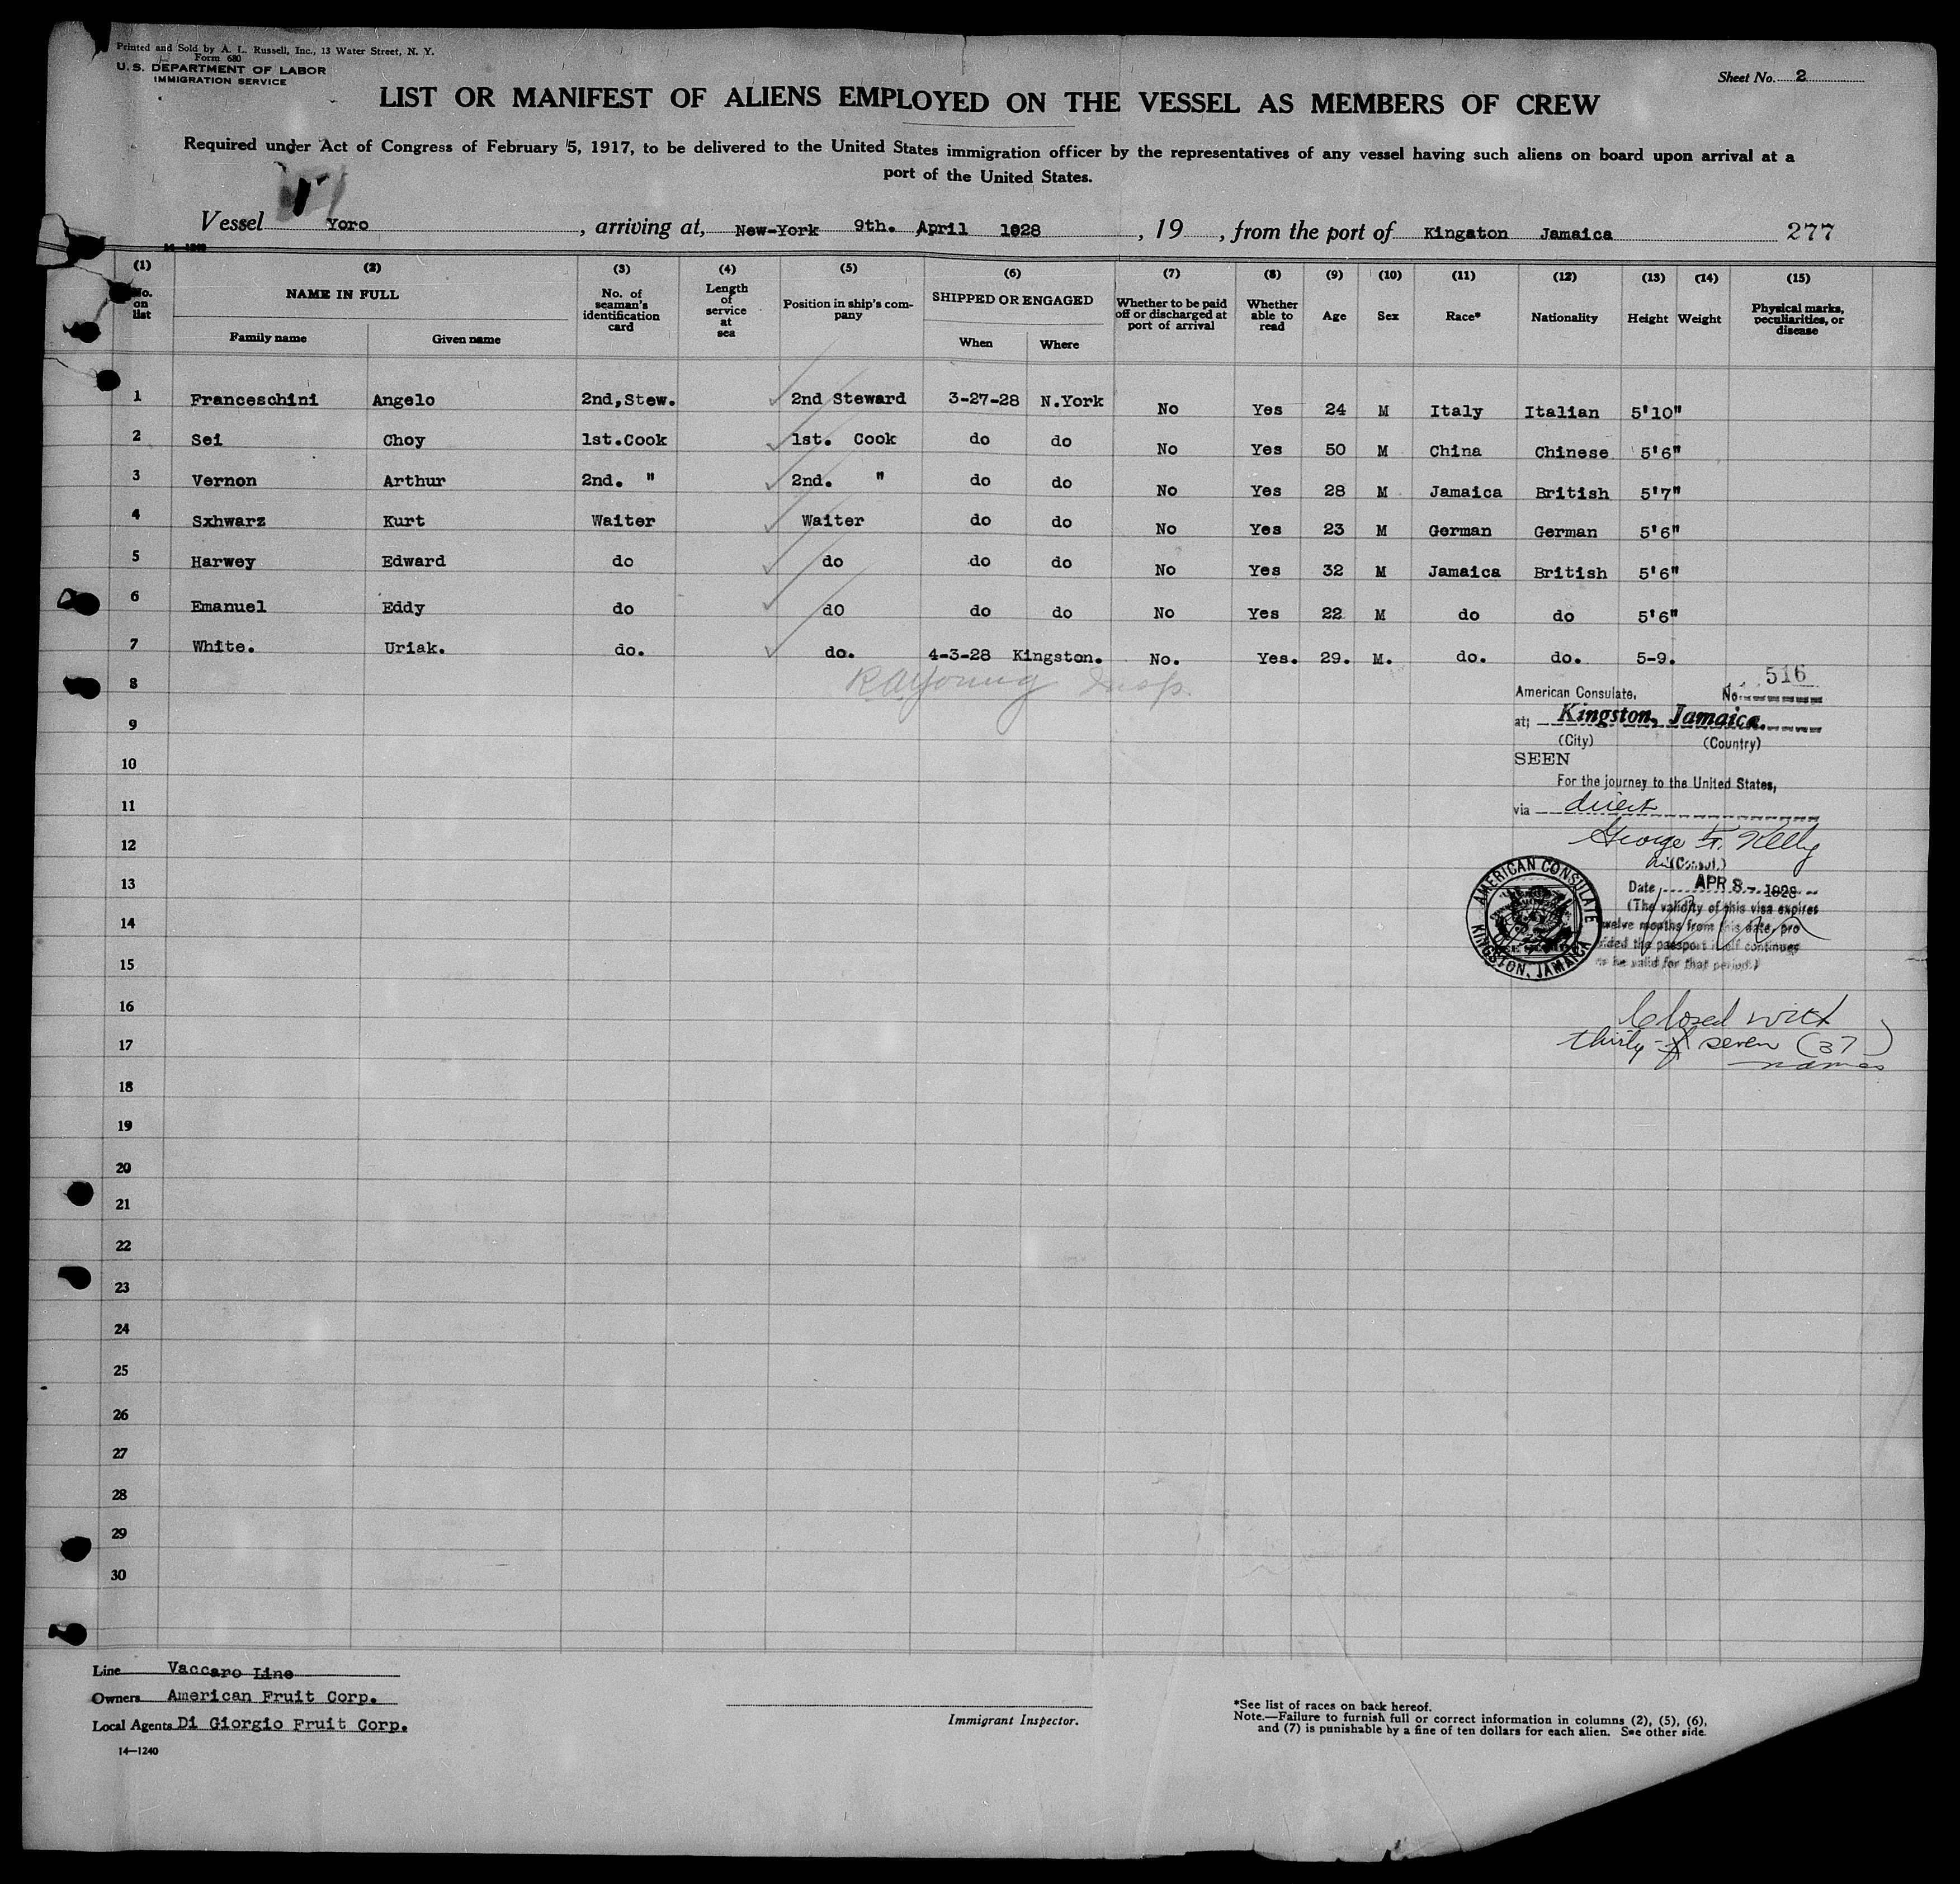 Printed and Sold by A. L. Russell, Inc., 13 Water Street, N. Y.
Form 680
U. S. DEPARTMENT OF LABOR
IMMIGRATION SERVICE
Sheet No. 2
LIST OR MANIFEST OF ALIENS EMPLOYED ON THE VESSEL AS MEMBERS OF CREW
Required under Act of Congress of February 5, 1917, to be delivered to the United States immigration officer by the representatives of any vessel having such aliens on board upon arrival at a
port of the United States.
Vessel Yoro, arriving at, New-York 9th. April 1928, 19 , from the port of Kingston Jamaica 277
(1) (2) (3) (4) (5) (6) (7) (8) (9) (10) (11) (12) (13) (14) (15)
No. on list NAME IN FULL Family name Given name No. of seaman's identification card Length of service at sea Position in ship's company SHIPPED OR ENGAGED When Where Whether to be paid off or discharged at port of arrival Whether able to read Age Sex Race* Nationality Height Weight Physical marks, peculiarities, or disease
1 Franceschini Angelo 2nd,Stew. 2nd Steward 3-27-28 N.York No Yes 24 M Italy Italian 5'10"
2 Sei Choy 1st.Cook 1st. Cook do do No Yes 50 M China Chinese 5'6"
3 Vernon Arthur 2nd. " 2nd. " do do No Yes 28 M Jamaica British 5'7"
4 Sxhwarz Kurt Waiter Waiter do do No Yes 23 M German German 5'6"
5 Harwey Edward do do do do No Yes 32 M Jamaica British 5'6"
6 Emanuel Eddy do do do do No Yes 22 M do do 5'6"
7 White. Uriak. do. do. 4-3-28 Kingston. No. Yes. 29. M. do. do. 5-9.
8
RAYoung Insp.
9
10
11
12
13
14
15
16
17
18
19
20
21
22
23
24
25
26
27
28
29
30
American Consulate, No. 516
at; Kingston, Jamaica.
(City) (Country)
SEEN
For the journey to the United States,
via direct
George F. Kelly
(Consul.)
Date APR 3 - 1928
(The validity of this visa expires
twelve months from this date, pro
vided the passport itself continues
to be valid for that period.)
AMERICAN CONSULATE
KINGSTON, JAMAICA
Closed with
thirty- seven (37)
names
Line Vaccaro Line
Owners American Fruit Corp.
Local Agents Di Giorgio Fruit Corp.
14—1240
Immigrant Inspector.
*See list of races on back hereof.
Note.—Failure to furnish full or correct information in columns (2), (5), (6),
and (7) is punishable by a fine of ten dollars for each alien. See other side.